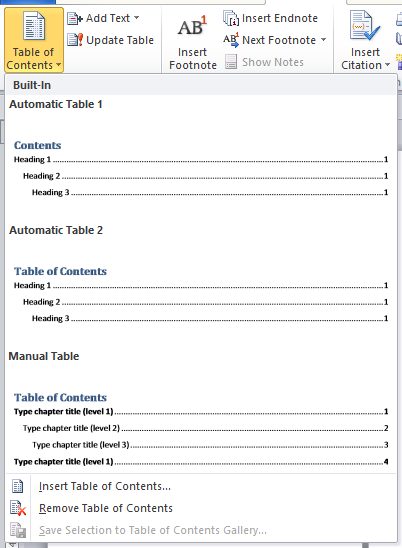 Table of Contents
Add Text
Update Table
AB1
Insert Footnote
Insert Endnote
AB1 Next Footnote
Show Notes
Insert Citation
Built-In
Automatic Table 1
Contents
Heading 1 1
Heading 2 1
Heading 3 1
Automatic Table 2
Table of Contents
Heading 1 1
Heading 2 1
Heading 3 1
Manual Table
Table of Contents
Type chapter title (level 1) 1
Type chapter title (level 2) 2
Type chapter title (level 3) 3
Type chapter title (level 1) 4
Insert Table of Contents...
Remove Table of Contents
Save Selection to Table of Contents Gallery...